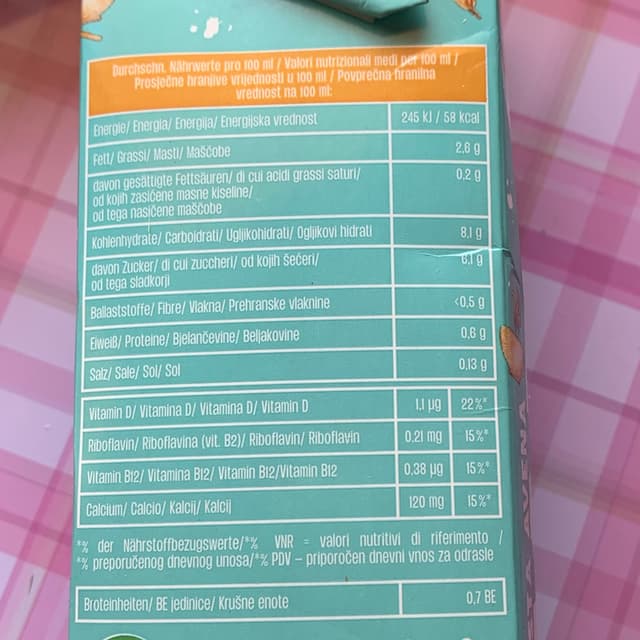 Durchschn. Nährwerte pro 100 ml / Valori nutrizionali medi per 100 ml /
Prosječne hranjive vrijednosti u 100 ml / Povprečna hranilna
vrednost na 100 ml:
Energie/ Energia/ Energija/ Energijska vrednost 245 kJ / 58 kcal
Fett/ Grassi/ Masti/ Maščobe 2,6 g
davon gesättigte Fettsäuren/ di cui acidi grassi saturi/ 0,2 g
od kojih zasićene masne kiseline/
od tega nasičene maščobe
Kohlenhydrate/ Carboidrati/ Ugljikohidrati/ Ogljikovi hidrati 8,1 g
davon Zucker/ di cui zuccheri/ od kojih šećeri/ 6,1 g
od tega sladkorji
Ballaststoffe/ Fibre/ Vlakna/ Prehranske vlaknine <0,5 g
Eiweiß/ Proteine/ Bjelančevine/ Beljakovine 0,6 g
Salz/ Sale/ Sol/ Sol 0,13 g
Vitamin D/ Vitamina D/ Vitamina D/ Vitamin D 1,1 µg 22%*
Riboflavin/ Riboflavina (vit. B2)/ Riboflavin/ Riboflavin 0,21 mg 15%*
Vitamin B12/ Vitamina B12/ Vitamin B12/Vitamin B12 0,38 µg 15%*
Calcium/ Calcio/ Kalcij/ Kalcij 120 mg 15%*
*% der Nährstoffbezugswerte/*% VNR = valori nutritivi di riferimento /
*% preporučenog dnevnog unosa/*% PDV – priporočen dnevni vnos za odrasle
Broteinheiten/ BE jedinice/ Krušne enote 0,7 BE
AVENA